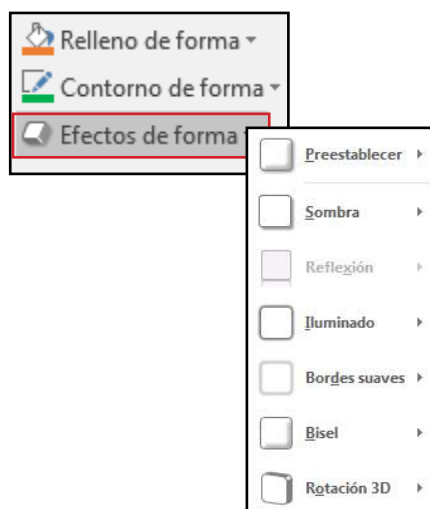 Relleno de forma
Contorno de forma
Efectos de forma
Preestablecer
Sombra
Reflexión
Iluminado
Bordes suaves
Bisel
Rotación 3D